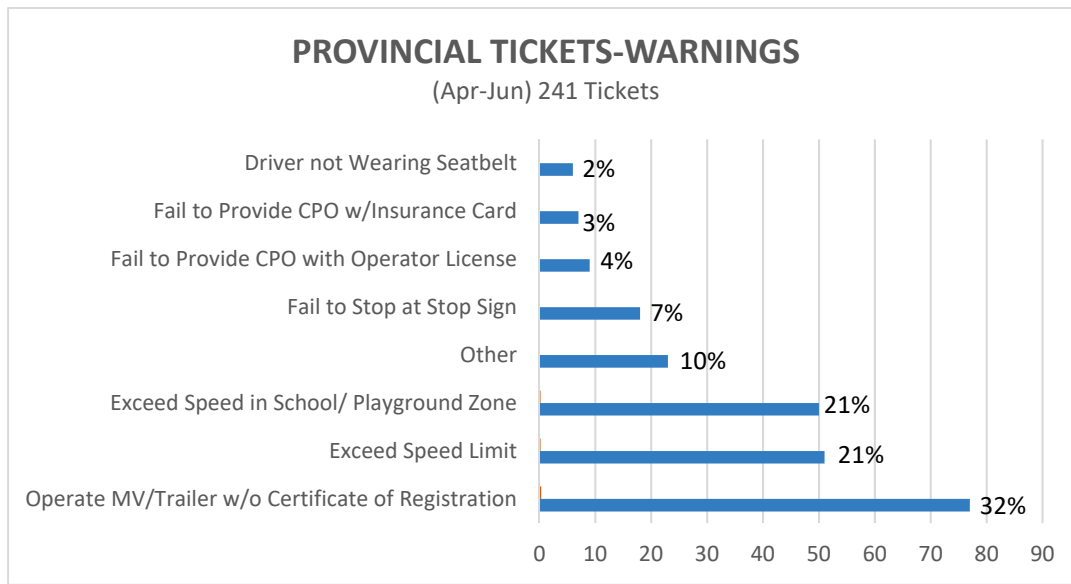 PROVINCIAL TICKETS-WARNINGS
(Apr-Jun) 241 Tickets
Driver not Wearing Seatbelt 2%
Fail to Provide CPO w/Insurance Card 3%
Fail to Provide CPO with Operator License 4%
Fail to Stop at Stop Sign 7%
Other 10%
Exceed Speed in School/ Playground Zone 21%
Exceed Speed Limit 21%
Operate MV/Trailer w/o Certificate of Registration 32%
0 10 20 30 40 50 60 70 80 90